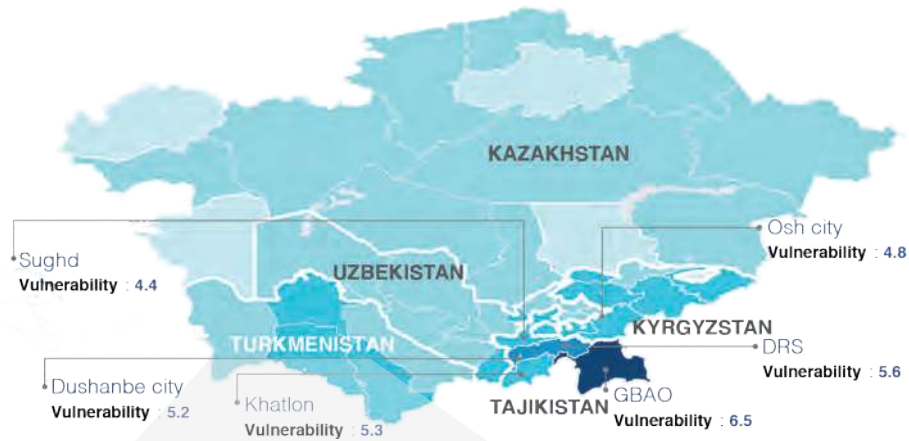 KAZAKHSTAN
Osh city
Vulnerability : 4.8
Sughd
Vulnerability : 4.4
UZBEKISTAN
KYRGYZSTAN
TURKMENISTAN
DRS
Vulnerability : 5.6
Dushanbe city
Vulnerability : 5.2
Khatlon
Vulnerability : 5.3
TAJIKISTAN
GBAO
Vulnerability : 6.5